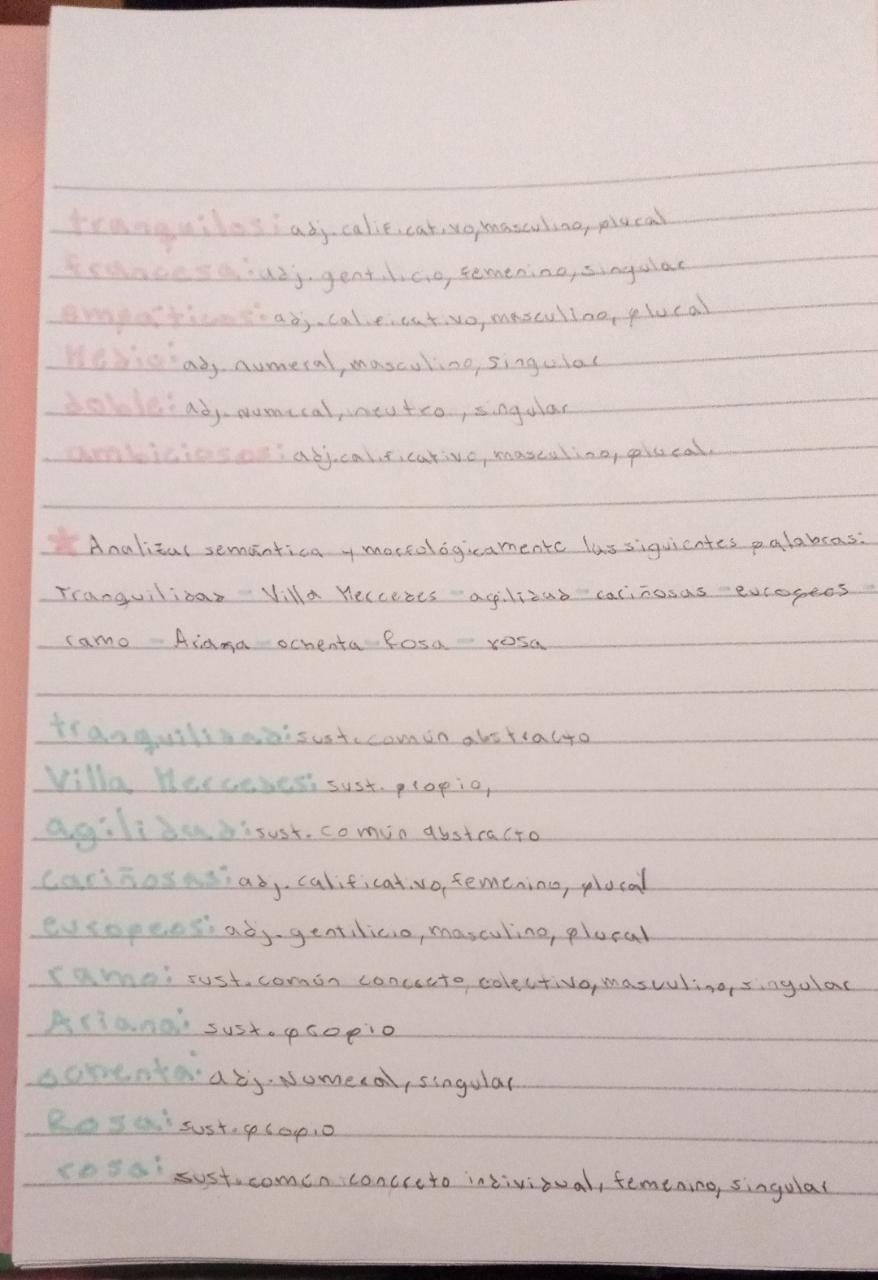 tranquilos: adj. calificativo, masculino, plural
francesa: adj. gentilicio, femenino, singular
empáticos: adj. calificativo, masculino, plural
Medio: adj. numeral, masculino, singular
doble: adj. numeral, neutro, singular
ambiciosos: adj. calificativo, masculino, plural.
Analizar semántica y morfológicamente las siguientes palabras:
Tranquilidad - Villa Mercedes - agilidad - cariñosas - europeos -
ramo - Ariana - ochenta - Rosa - rosa
tranquilidad: sust. común abstracto
Villa Mercedes: sust. propio,
agilidad: sust. común abstracto
cariñosas: adj. calificativo, femenino, plural
europeos: adj. gentilicio, masculino, plural
ramo: sust. común concreto, colectivo, masculino, singular
Ariana: sust. propio
ochenta: adj. Numeral, singular
Rosa: sust. propio
rosa: sust. común concreto individual, femenino, singular